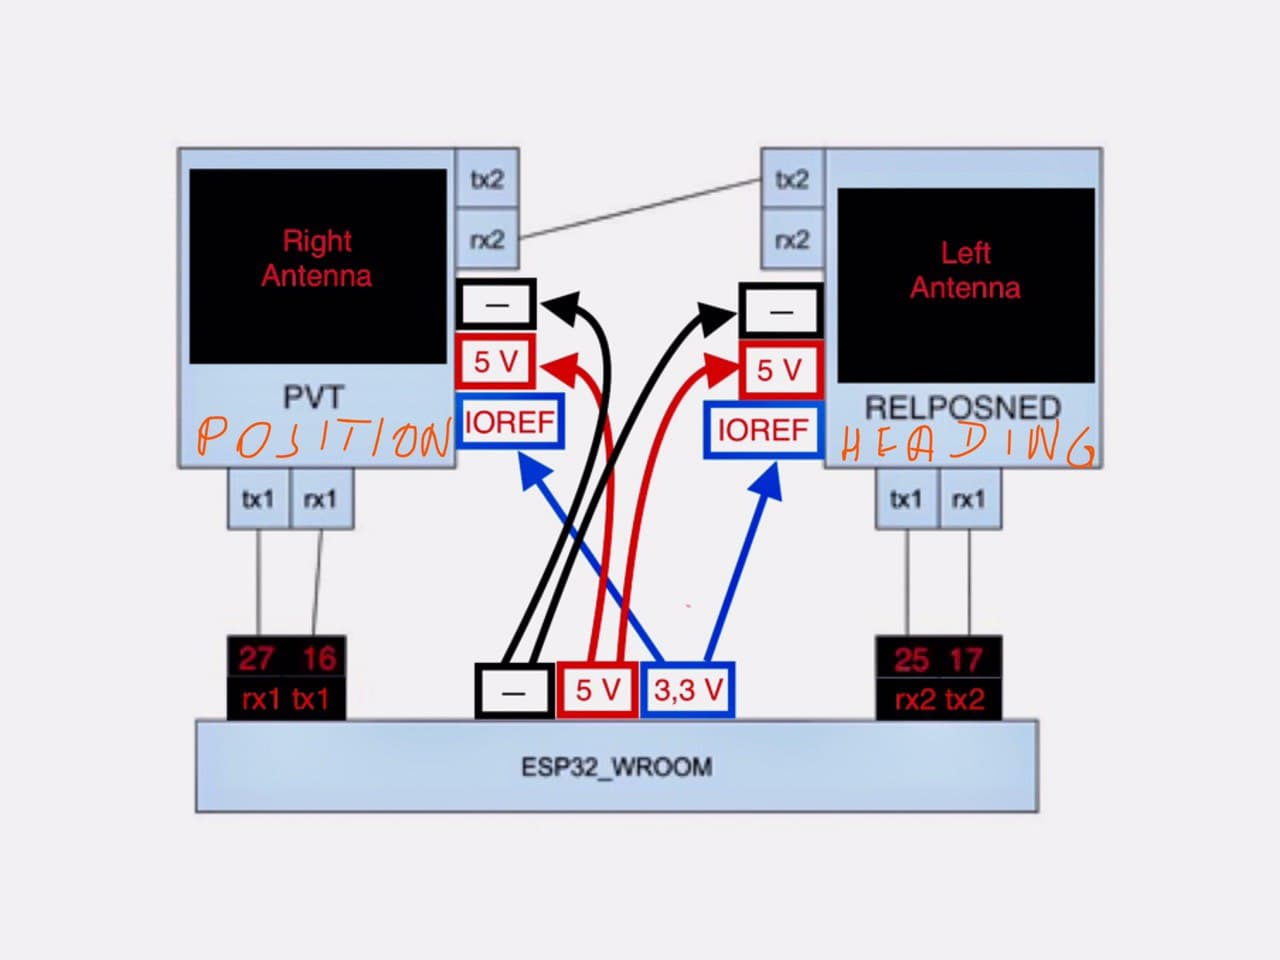 tx2
rx2
tx2
rx2
Right
Antenna
Left
Antenna
—
5 V
IOREF
—
5 V
IOREF
PVT
POSITION
RELPOSNED
HEADING
tx1 rx1
tx1 rx1
27 16
rx1 tx1
— 5 V 3,3 V
25 17
rx2 tx2
ESP32_WROOM